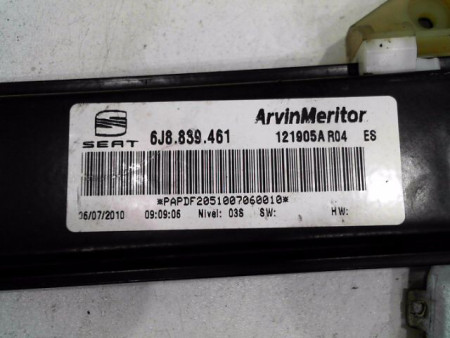 6J8.839.461 ArvinMeritor
SEAT 121905A R04 ES
*PAPDF2051007060010*
06/07/2010 09:09:06 Nivel: 03S SW: HW: